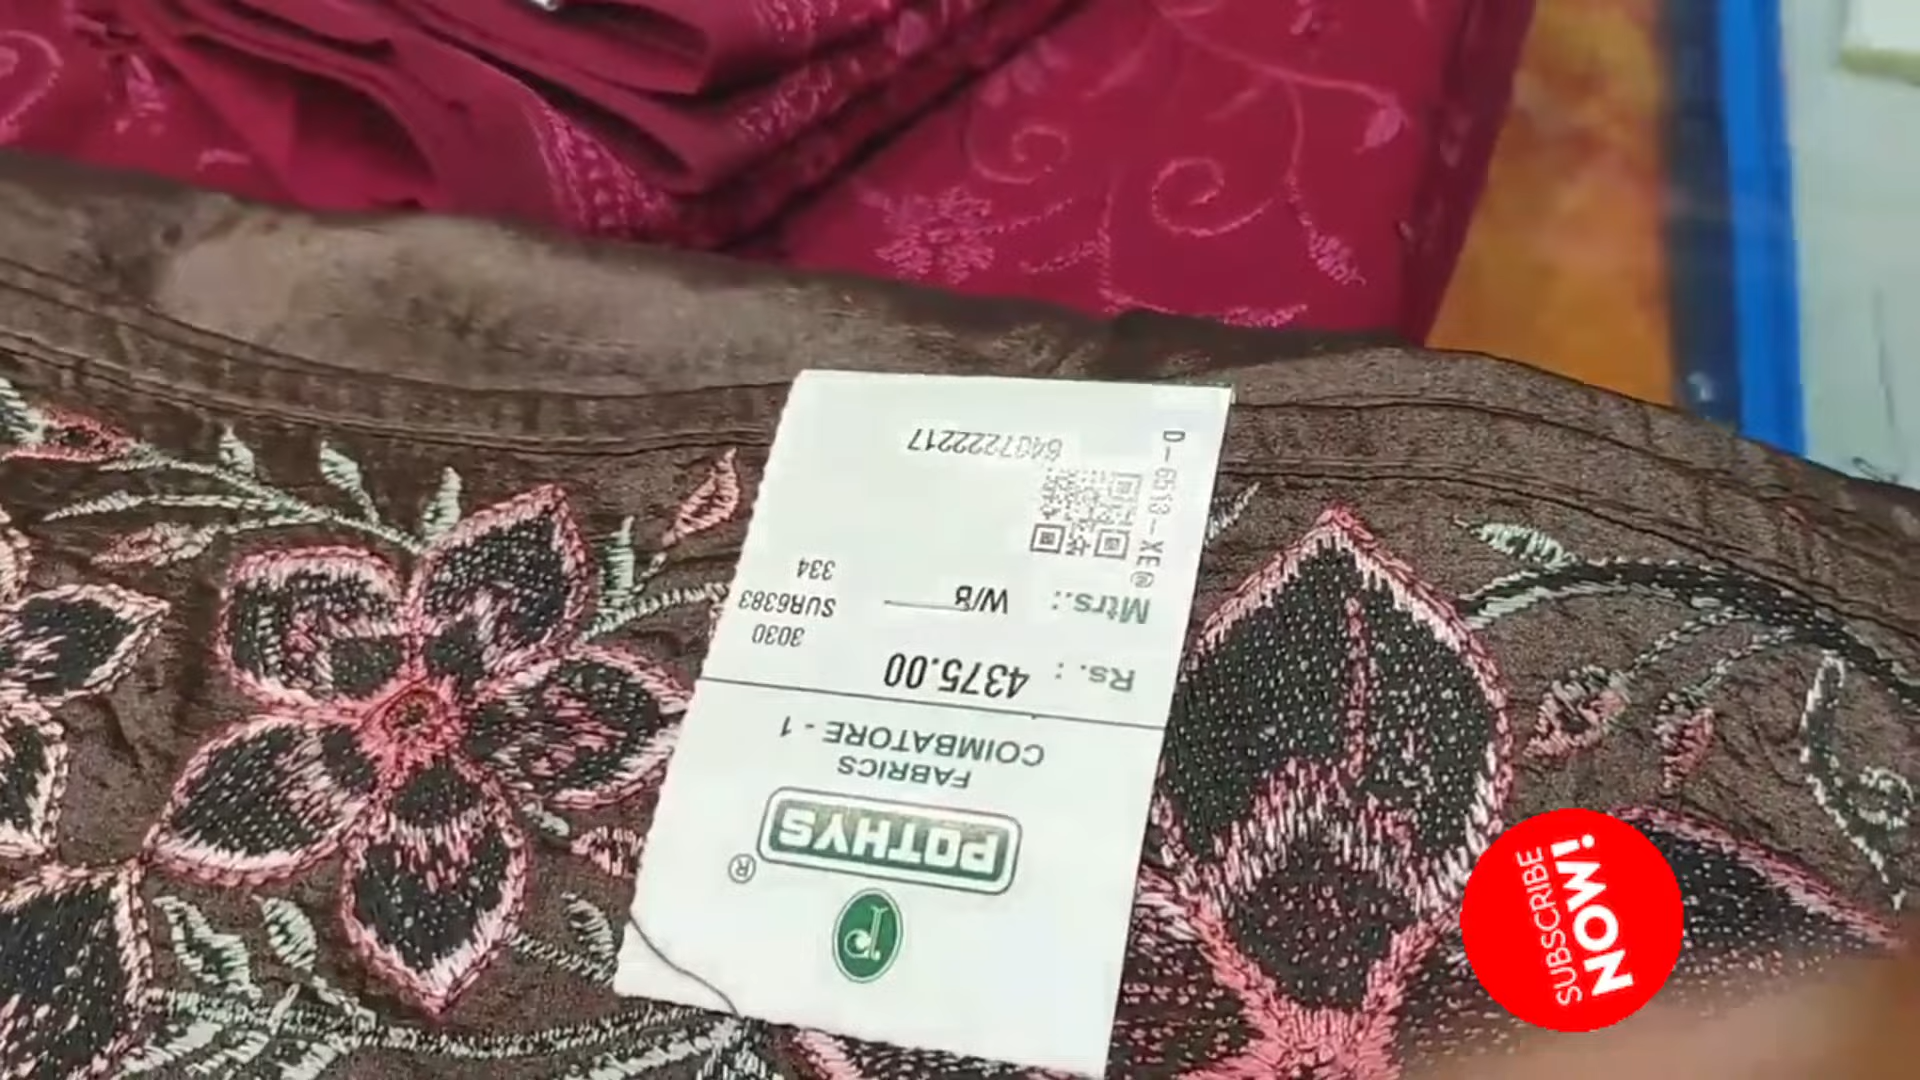 POTHYS
®
FABRICS
COIMBATORE - 1
Rs. : 4375.00
3030
SUR6383
334
Mtrs.: W/B
D-6513-XE@
6407222217
SUBSCRIBE
NOW!